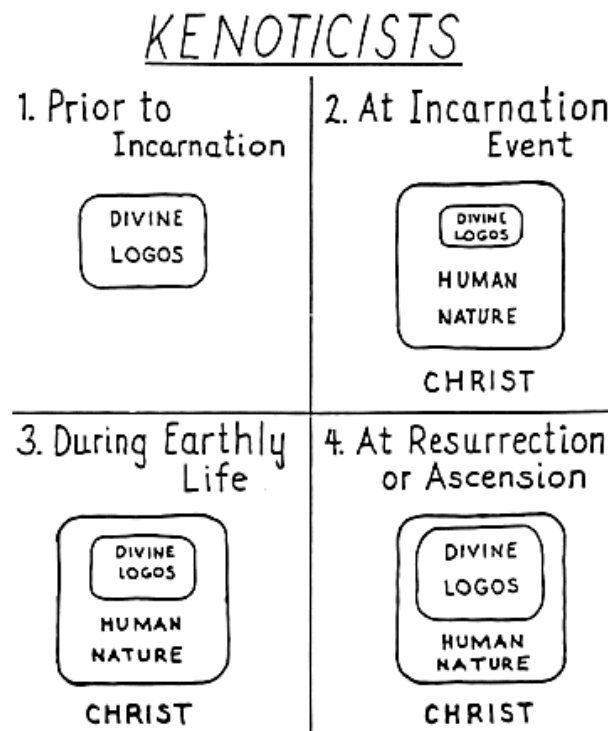 KENOTICISTS
1. Prior to
Incarnation
DIVINE
LOGOS
2. At Incarnation
Event
DIVINE
LOGOS
HUMAN
NATURE
CHRIST
3. During Earthly
Life
DIVINE
LOGOS
HUMAN
NATURE
CHRIST
4. At Resurrection
or Ascension
DIVINE
LOGOS
HUMAN
NATURE
CHRIST